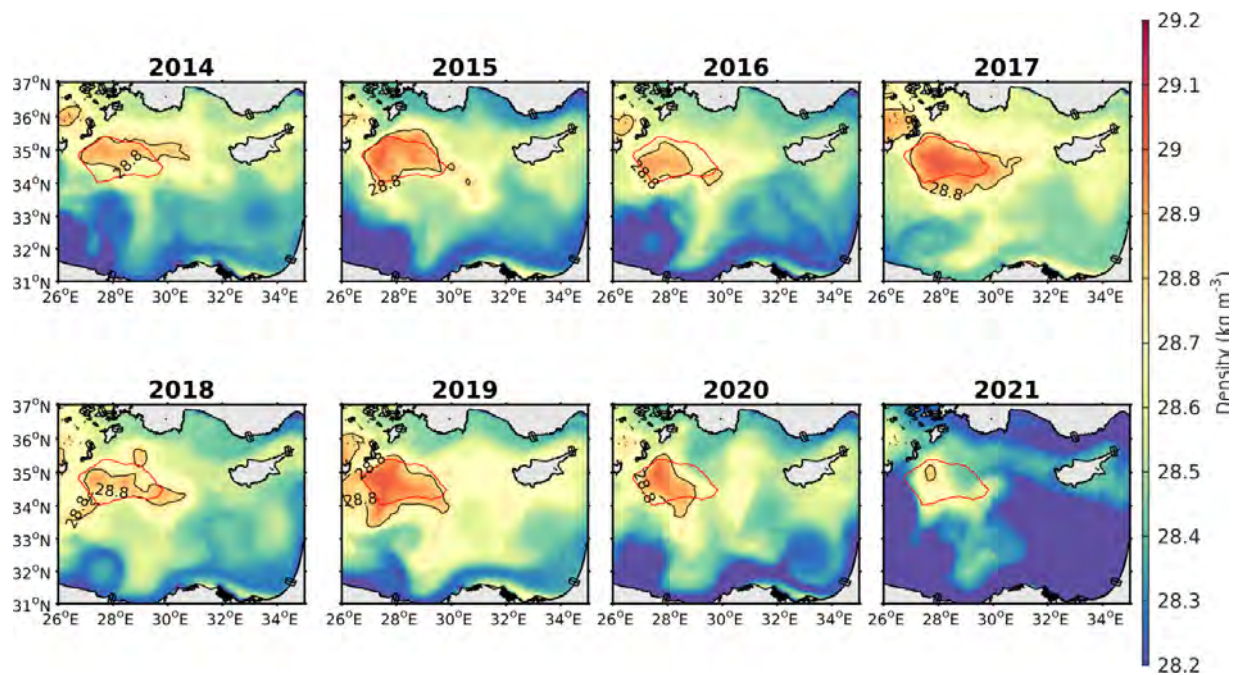 2014 2015 2016 2017
37°N
36°N
35°N
34°N
33°N
32°N
31°N
28.8 28.8 28.8 28.8
26°E 28°E 30°E 32°E 34°E 26°E 28°E 30°E 32°E 34°E 26°E 28°E 30°E 32°E 34°E 26°E 28°E 30°E 32°E 34°E
2018 2019 2020 2021
37°N
36°N
35°N
34°N
33°N
32°N
31°N
28.8 28.8 28.8 28.8 28.8
26°E 28°E 30°E 32°E 34°E 26°E 28°E 30°E 32°E 34°E 26°E 28°E 30°E 32°E 34°E 26°E 28°E 30°E 32°E 34°E
29.2
29.1
29
28.9
28.8
28.7
28.6
28.5
28.4
28.3
28.2
Density (kg m⁻³)